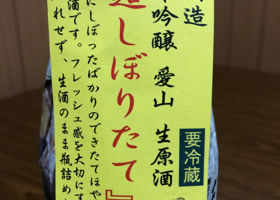 要冷蔵
造
吟醸 愛山 生原酒
しぼりたて』
にしぼったばかりのできたてほや
酒です。フレッシュ感を大切にす
れせず、生酒のまま瓶詰め